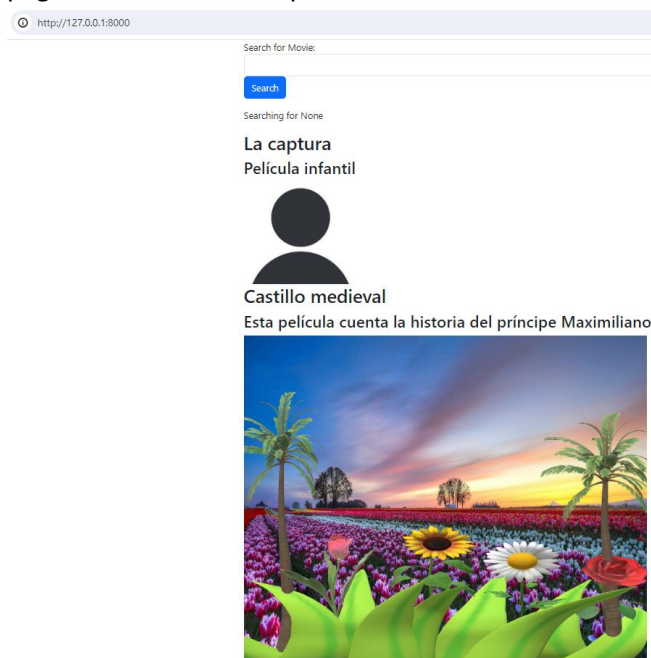 http://127.0.0.1:8000
Search for Movie:
Search
Searching for None
La captura
Película infantil
Castillo medieval
Esta película cuenta la historia del príncipe Maximiliano